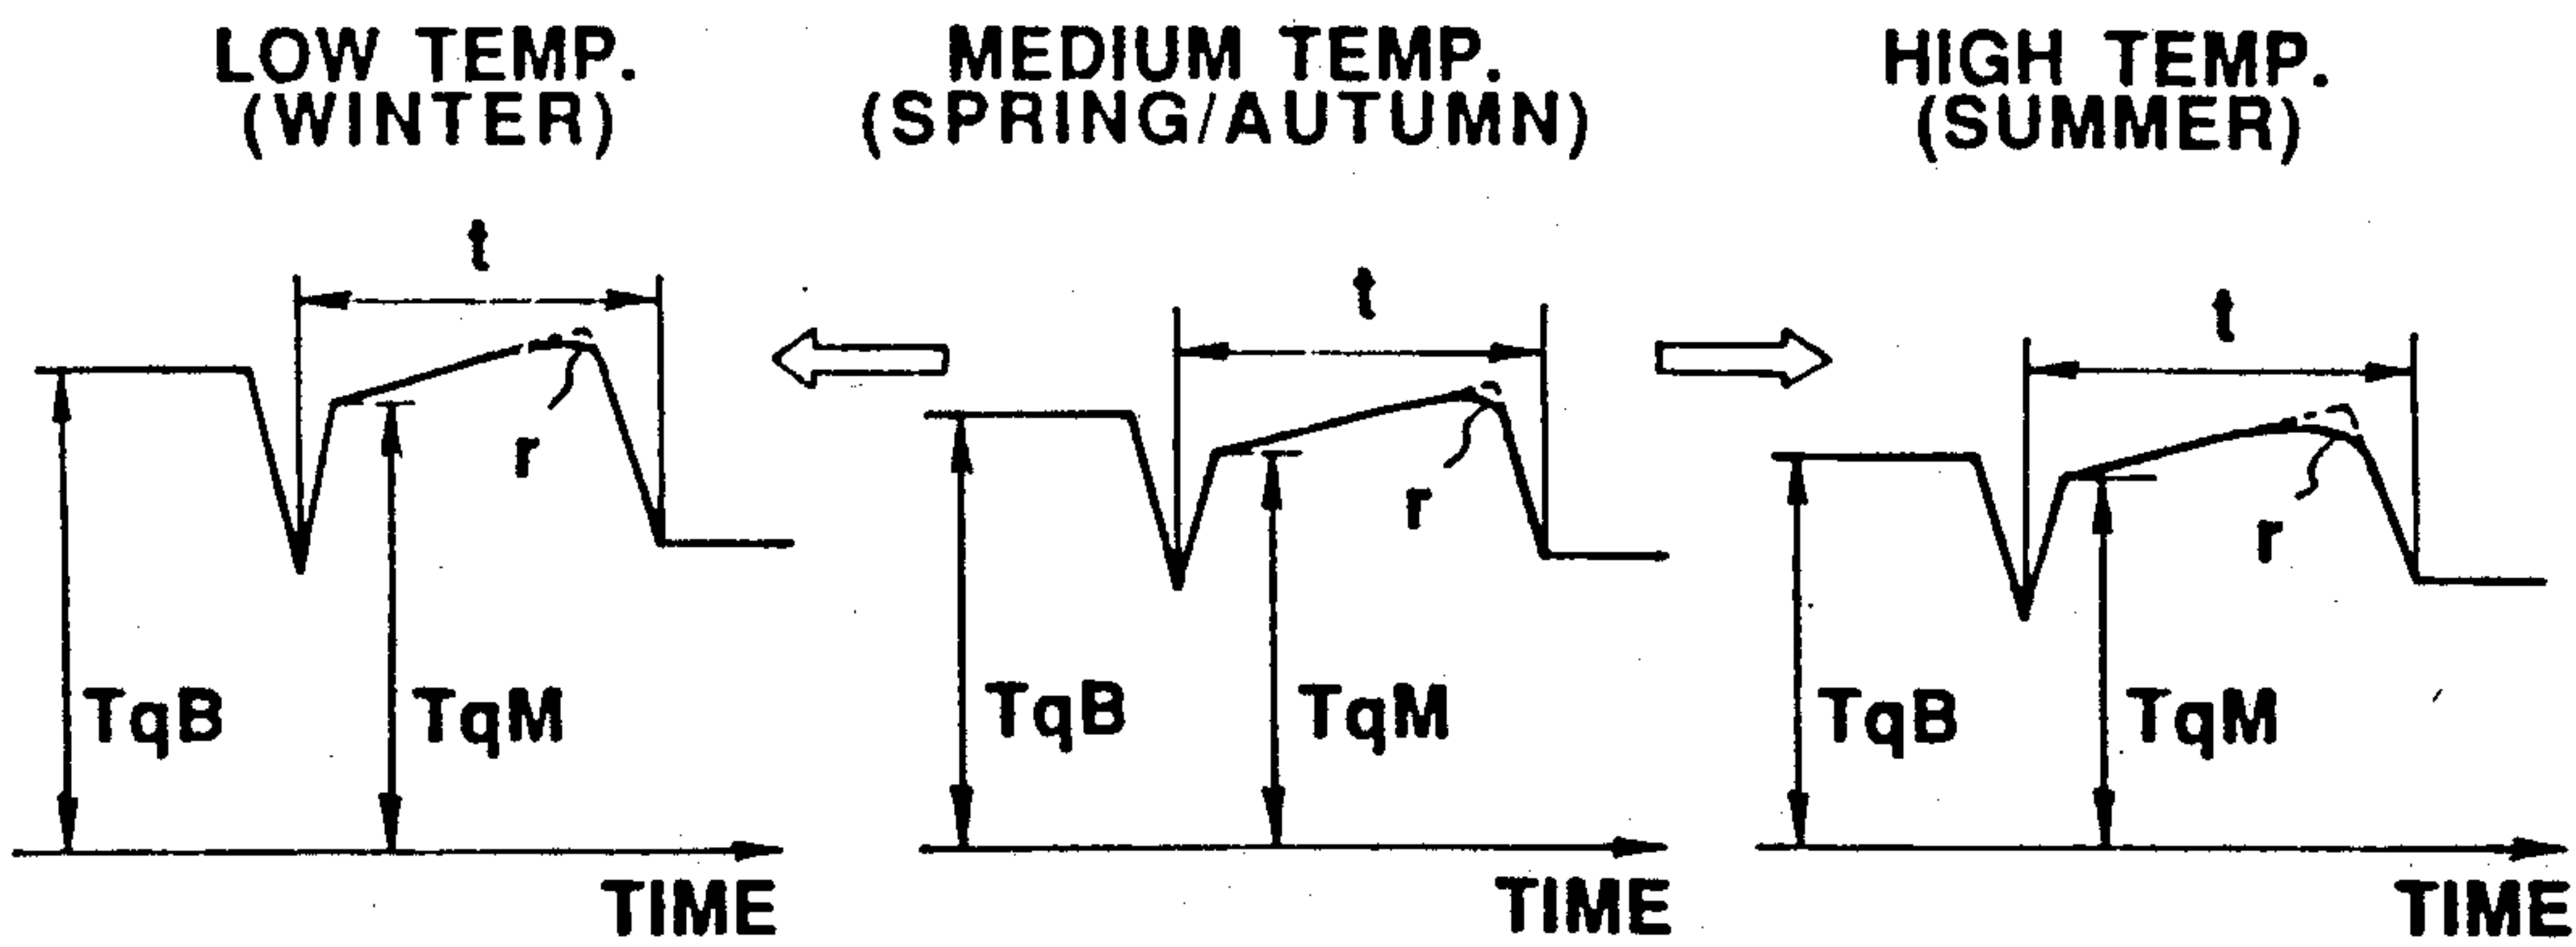 LOW TEMP.
(WINTER)
MEDIUM TEMP.
(SPRING/AUTUMN)
HIGH TEMP.
(SUMMER)
t
t
t
r
r
r
TqB
TqM
TqB
TqM
TqB
TqM
TIME
TIME
TIME